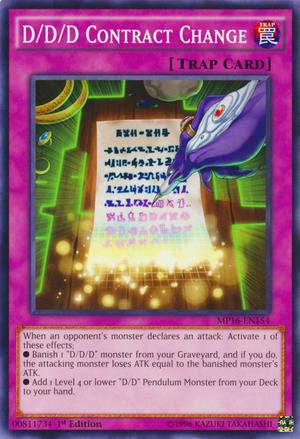 D/D/D CONTRACT CHANGE
TRAP
罠
[TRAP CARD]
MP16-EN154
When an opponent's monster declares an attack: Activate 1 of
these effects;
● Banish 1 "D/D/D" monster from your Graveyard, and if you do,
the attacking monster loses ATK equal to the banished monster's
ATK.
● Add 1 Level 4 or lower "D/D" Pendulum Monster from your Deck
to your hand.
00811734 1st Edition
©1996 KAZUKI TAKAHASHI